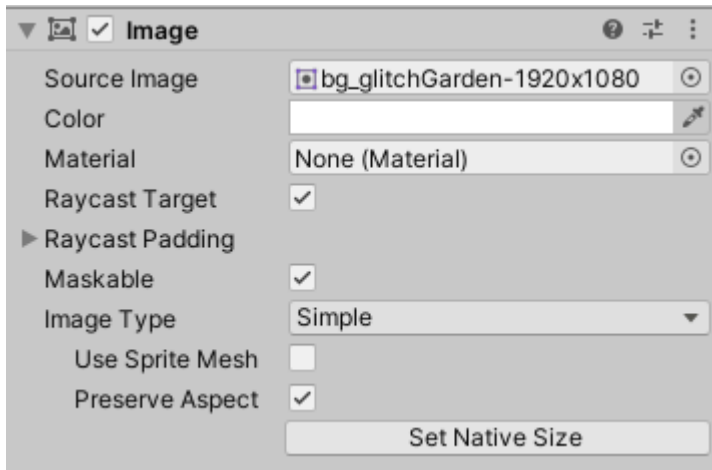 Image
Source Image bg_glitchGarden-1920x1080
Color
Material None (Material)
Raycast Target
Raycast Padding
Maskable
Image Type Simple
Use Sprite Mesh
Preserve Aspect
Set Native Size